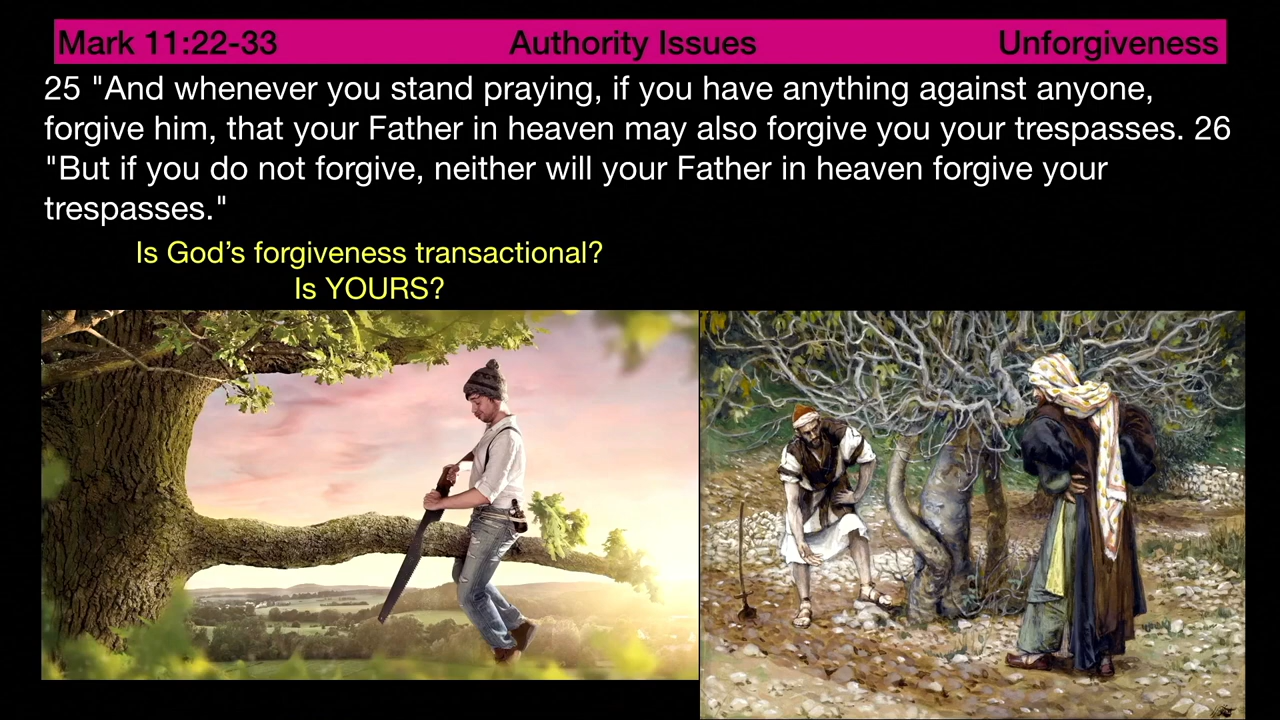 Mark 11:22-33 Authority Issues Unforgiveness
25 "And whenever you stand praying, if you have anything against anyone,
forgive him, that your Father in heaven may also forgive you your trespasses. 26
"But if you do not forgive, neither will your Father in heaven forgive your
trespasses."
Is God’s forgiveness transactional?
Is YOURS?